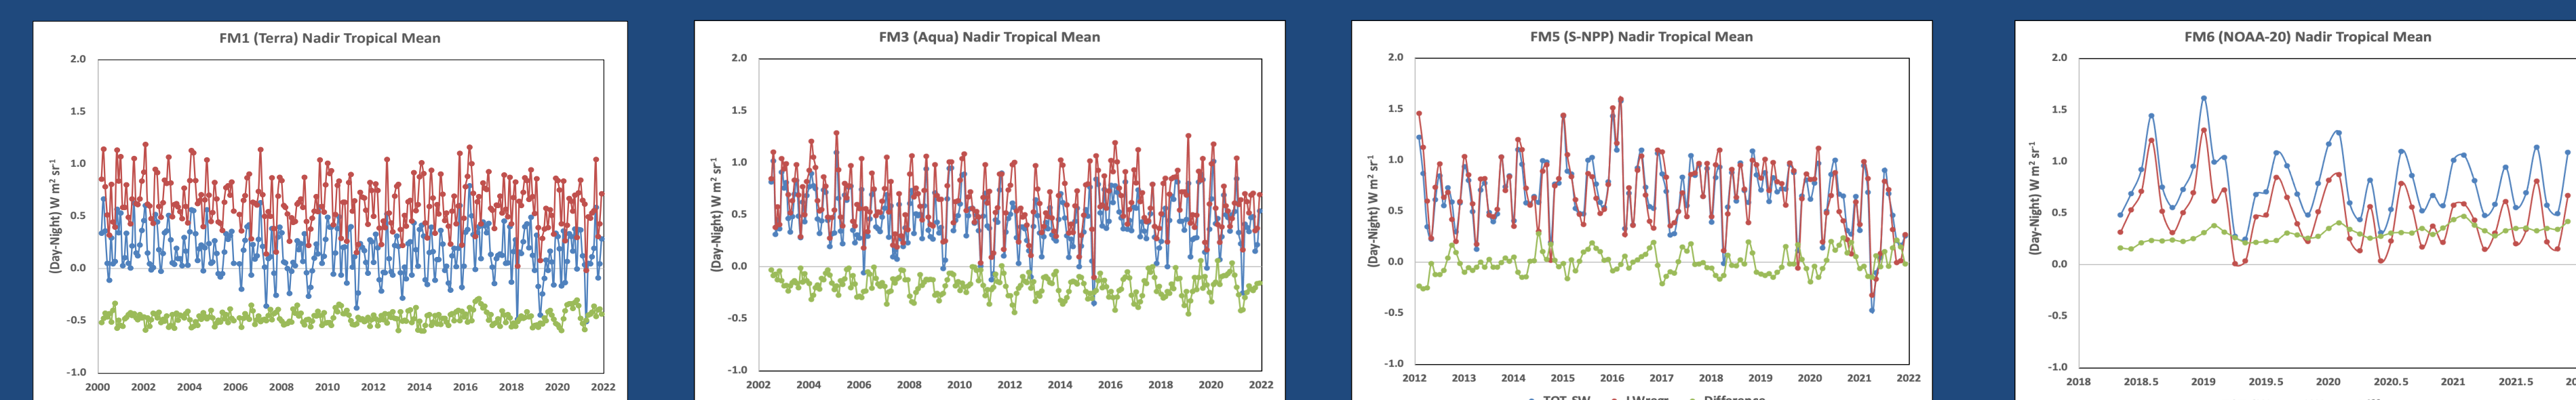 FM1 (Terra) Nadir Tropical Mean
(Day-Night) W m² sr⁻¹
2.0
1.5
1.0
0.5
0.0
-0.5
-1.0
2000 2002 2004 2006 2008 2010 2012 2014 2016 2018 2020 2022
FM3 (Aqua) Nadir Tropical Mean
(Day-Night) W m² sr⁻¹
2.0
1.5
1.0
0.5
0.0
-0.5
-1.0
2002 2004 2006 2008 2010 2012 2014 2016 2018 2020 2022
FM5 (S-NPP) Nadir Tropical Mean
(Day-Night) W m² sr⁻¹
2.0
1.5
1.0
0.5
0.0
-0.5
-1.0
2012 2013 2014 2015 2016 2017 2018 2019 2020 2021 2022
TOT-SW LWregr Difference
FM6 (NOAA-20) Nadir Tropical Mean
(Day-Night) W m² sr⁻¹
2.0
1.5
1.0
0.5
0.0
-0.5
-1.0
2018 2018.5 2019 2019.5 2020 2020.5 2021 2021.5